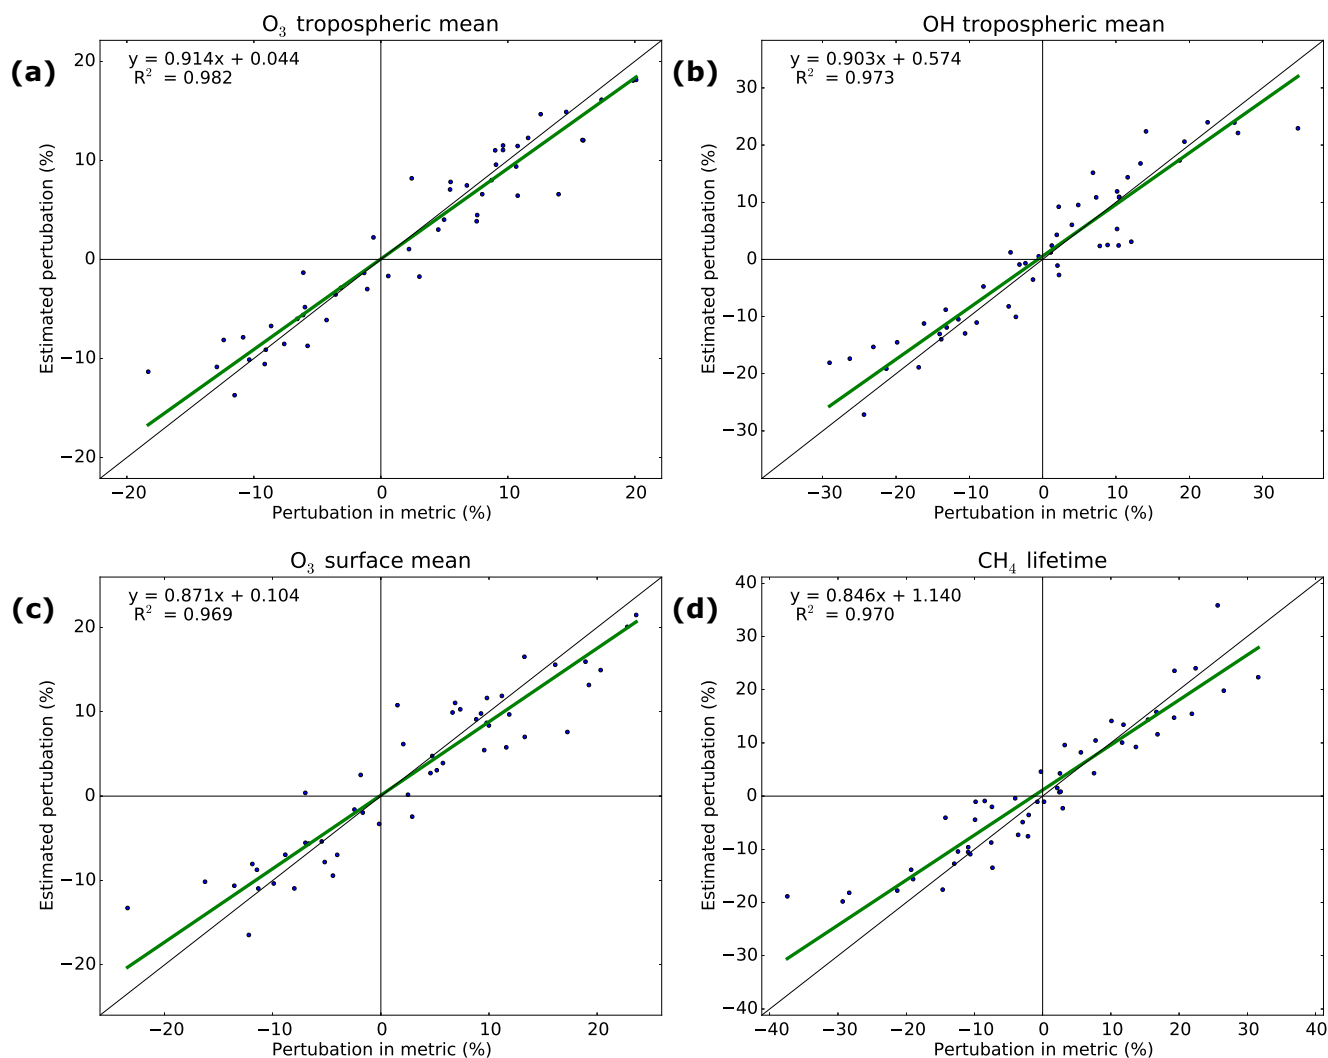 O₃ tropospheric mean
(a)
y = 0.914x + 0.044
R² = 0.982
20
10
0
−10
−20
Estimated pertubation (%)
−20 −10 0 10 20
Pertubation in metric (%)
OH tropospheric mean
(b)
y = 0.903x + 0.574
R² = 0.973
30
20
10
0
−10
−20
−30
Estimated pertubation (%)
−30 −20 −10 0 10 20 30
Pertubation in metric (%)
O₃ surface mean
(c)
y = 0.871x + 0.104
R² = 0.969
20
10
0
−10
−20
Estimated pertubation (%)
−20 −10 0 10 20
Pertubation in metric (%)
CH₄ lifetime
(d)
y = 0.846x + 1.140
R² = 0.970
40
30
20
10
0
−10
−20
−30
−40
Estimated pertubation (%)
−40 −30 −20 −10 0 10 20 30 40
Pertubation in metric (%)